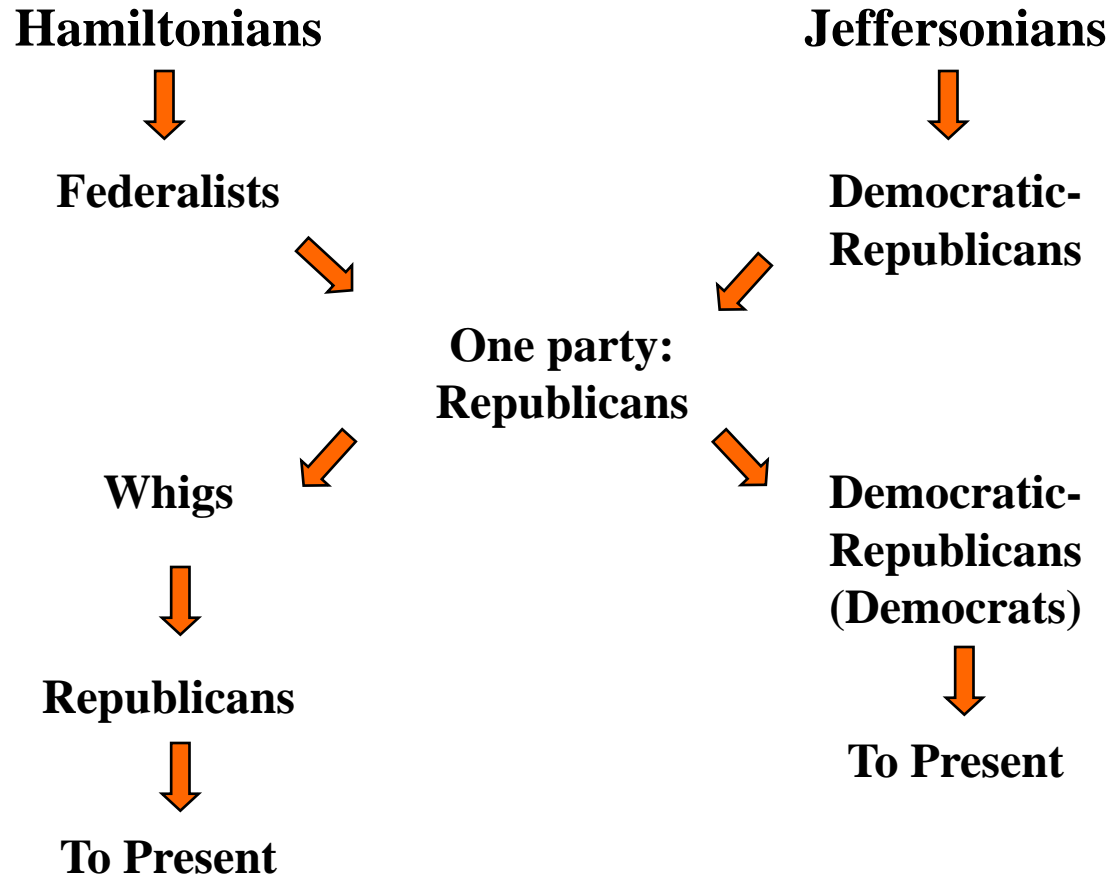 Hamiltonians
Jeffersonians
Federalists
Democratic-
Republicans
One party:
Republicans
Whigs
Democratic-
Republicans
(Democrats)
Republicans
To Present
To Present